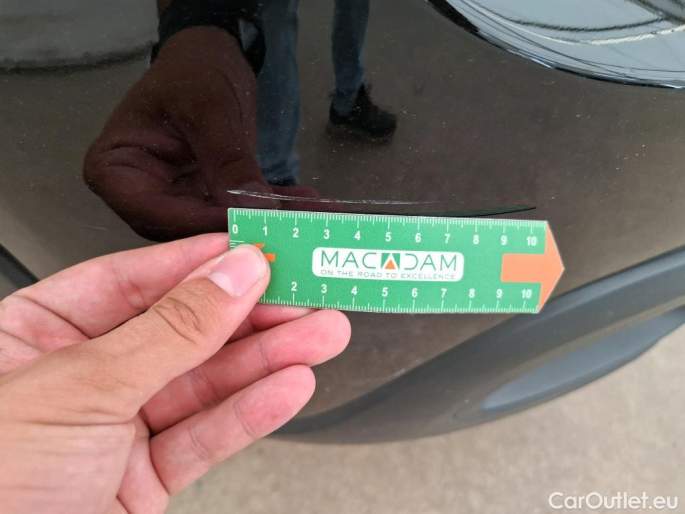 0 1 2 3 4 5 6 7 8 9 10
MACADAM
ON THE ROAD TO EXCELLENCE
2 3 4 5 6 7 8 9 10
CarOutlet.eu